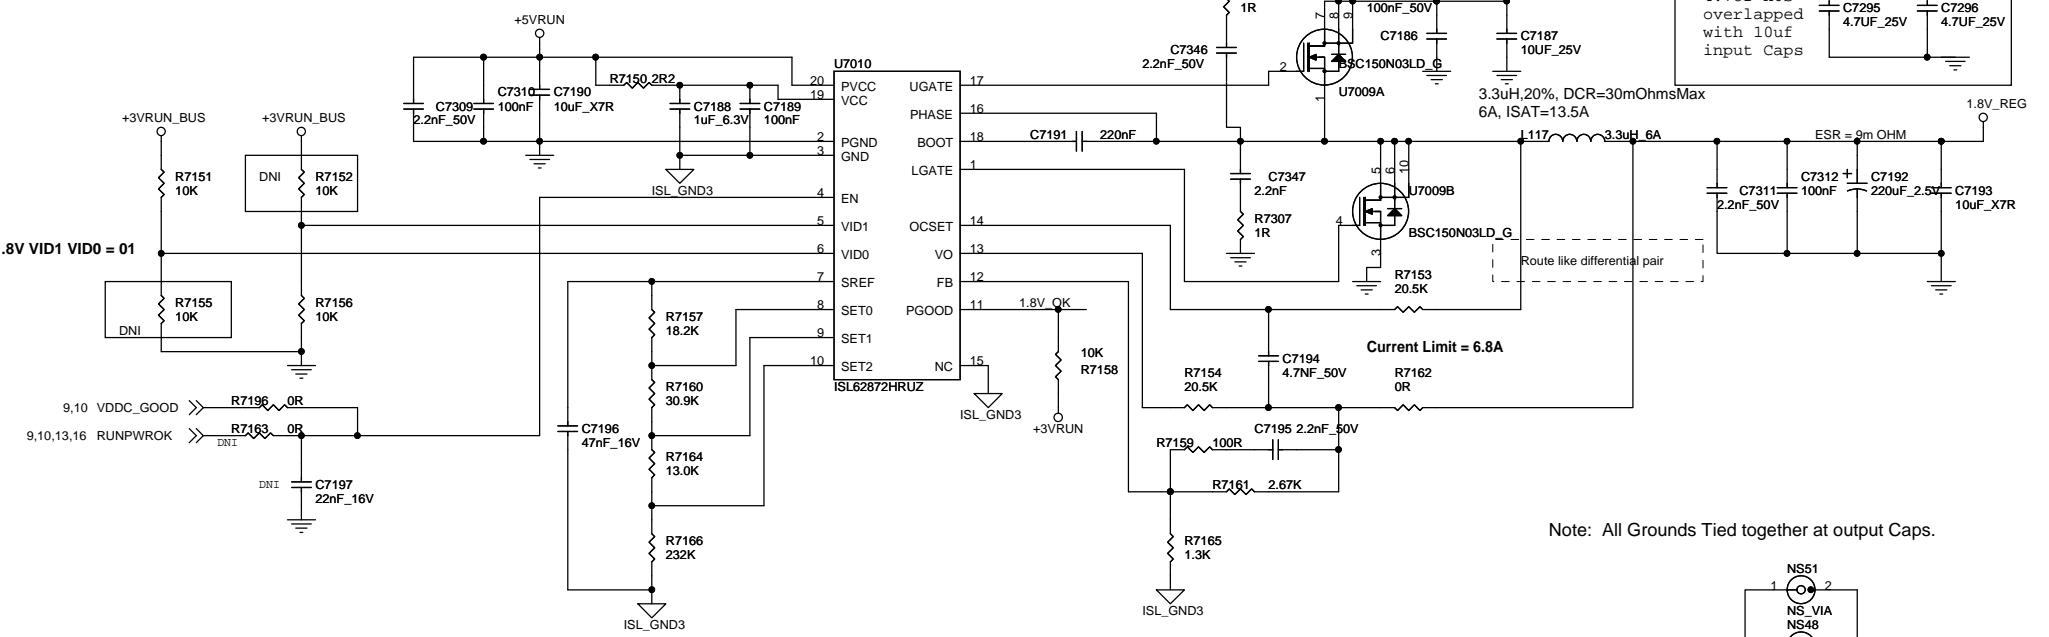 +5VRUN
1R
100nF_50V
C7186
C7187
10UF_25V
overlapped
with 10uf
input Caps
C7295
4.7UF_25V
C7296
4.7UF_25V
C7346
2.2nF_50V
7
8
9
2
BSC150N03LD_G
U7009A
1
3.3uH,20%, DCR=30mOhmsMax
6A, ISAT=13.5A
1.8V_REG
U7010
R7150 2R2
C7309
2.2nF_50V
C7310
100nF
C7190
10uF_X7R
C7188
1uF_6.3V
C7189
100nF
20 PVCC
19 VCC
2 PGND
3 GND
4 EN
5 VID1
6 VID0
7 SREF
8 SET0
9 SET1
10 SET2
UGATE 17
PHASE 16
BOOT 18
LGATE 1
OCSET 14
VO 13
FB 12
PGOOD 11
NC 15
ISL62872HRUZ
ISL_GND3
+3VRUN_BUS
+3VRUN_BUS
R7151
10K
DNI
R7152
10K
.8V VID1 VID0 = 01
R7155
10K
DNI
R7156
10K
C7191 220nF
C7347
2.2nF
R7307
1R
5
6
10
U7009B
4
3
BSC150N03LD_G
L117 3.3uH_6A
ESR = 9m OHM
C7311
2.2nF_50V
C7312
100nF
+
C7192
220uF_2.5V
C7193
10uF_X7R
Route like differential pair
R7153
20.5K
1.8V_OK
10K
R7158
+3VRUN
ISL_GND3
Current Limit = 6.8A
C7194
4.7NF_50V
R7154
20.5K
R7162
0R
R7157
18.2K
R7160
30.9K
R7164
13.0K
R7166
232K
C7196
47nF_16V
ISL_GND3
9,10 VDDC_GOOD
R7196 0R
9,10,13,16 RUNPWROK
R7163 0R
DNI
DNI
C7197
22nF_16V
C7195 2.2nF_50V
R7159 100R
R7161 2.67K
R7165
1.3K
ISL_GND3
Note: All Grounds Tied together at output Caps.
NS51
1 2
NS_VIA
NS48